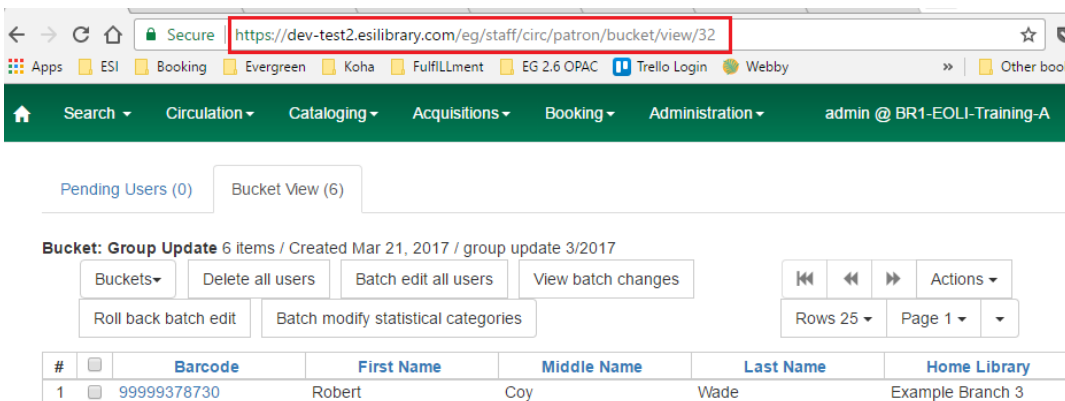 Secure https://dev-test2.esilibrary.com/eg/staff/circ/patron/bucket/view/32
Apps ESI Booking Evergreen Koha FulfILLment EG 2.6 OPAC Trello Login Webby » Other boo
Search Circulation Cataloging Acquisitions Booking Administration admin @ BR1-EOLI-Training-A
Pending Users (0) Bucket View (6)
Bucket: Group Update 6 items / Created Mar 21, 2017 / group update 3/2017
Buckets Delete all users Batch edit all users View batch changes Actions
Roll back batch edit Batch modify statistical categories Rows 25 Page 1
# Barcode First Name Middle Name Last Name Home Library
1 99999378730 Robert Coy Wade Example Branch 3